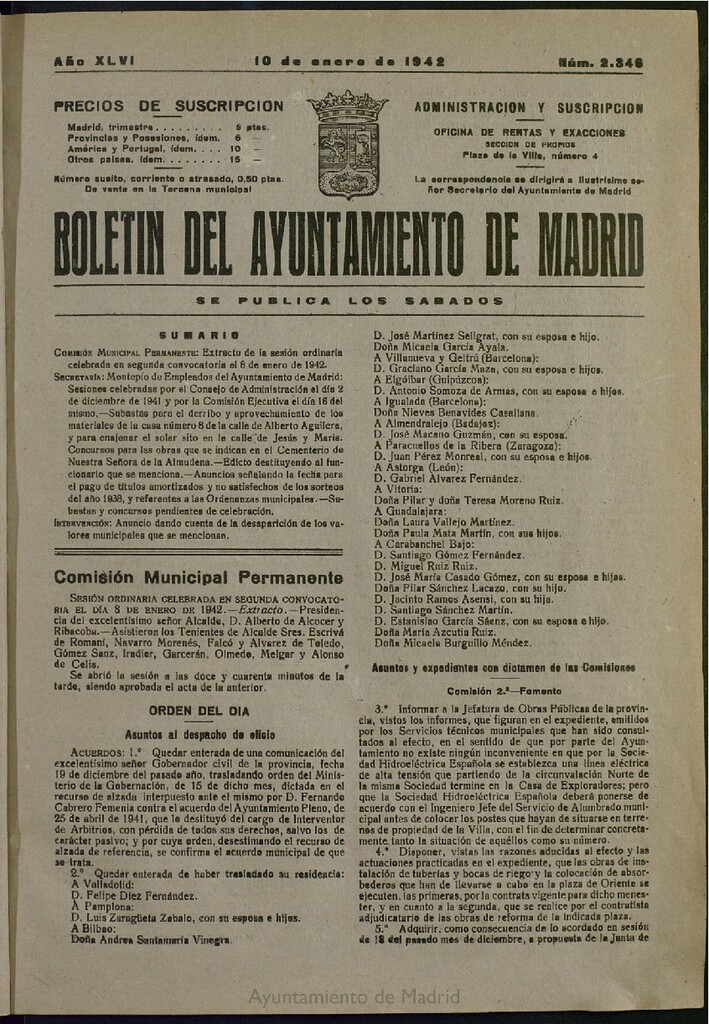 Año XLVI 10 de enero de 1942 Núm. 2.346
PRECIOS DE SUSCRIPCION
Madrid, trimestre......... 5 ptas.
Provincias y Posesiones, ídem. 6 —
América y Portugal, ídem.... 10 —
Otros países, ídem........ 15 —
Número suelto, corriente o atrasado, 0,50 ptas.
De venta en la Tercena municipal
ADMINISTRACION Y SUSCRIPCION
OFICINA DE RENTAS Y EXACCIONES
SECCION DE PROPIOS
Plaza de la Villa, número 4
La correspondencia se dirigirá a Ilustrísimo se-
ñor Secretario del Ayuntamiento de Madrid
BOLETIN DEL AYUNTAMIENTO DE MADRID
SE PUBLICA LOS SABADOS
SUMARIO
COMISIÓN MUNICIPAL PERMANENTE: Extracto de la sesión ordinaria
celebrada en segunda convocatoria el 8 de enero de 1942.
SECRETARÍA: Montepío de Empleados del Ayuntamiento de Madrid:
Sesiones celebradas por el Consejo de Administración el día 2
de diciembre de 1941 y por la Comisión Ejecutiva el día 16 del
mismo.—Subastas para el derribo y aprovechamiento de los
materiales de la casa número 8 de la calle de Alberto Aguilera,
y para enajenar el solar sito en la calle de Jesús y María.
Concursos para las obras que se indican en el Cementerio de
Nuestra Señora de la Almudena.—Edicto destituyendo al fun-
cionario que se menciona.—Anuncios señalando la fecha para
el pago de títulos amortizados y no satisfechos de los sorteos
del año 1938, y referentes a las Ordenanzas municipales.—Su-
bastas y concursos pendientes de celebración.
INTERVENCIÓN: Anuncio dando cuenta de la desaparición de los va-
lores municipales que se mencionan.
Comisión Municipal Permanente
SESIÓN ORDINARIA CELEBRADA EN SEGUNDA CONVOCATO-
RIA EL DÍA 8 DE ENERO DE 1942.—Extracto.—Presiden-
cia del excelentísimo señor Alcalde, D. Alberto de Alcocer y
Ribacoba.—Asistieron los Tenientes de Alcalde Sres. Escrivá
de Romaní, Navarro Morenés, Falcó y Alvarez de Toledo,
Gómez Sanz, Iradier, Garcerán, Olmedo, Melgar y Alonso
de Celis.
Se abrió la sesión a las doce y cuarenta minutos de la
tarde, siendo aprobada el acta de la anterior.
ORDEN DEL DIA
Asuntos al despacho de oficio
ACUERDOS: 1.º Quedar enterada de una comunicación del
excelentísimo señor Gobernador civil de la provincia, fecha
19 de diciembre del pasado año, trasladando orden del Minis-
terio de la Gobernación, de 15 de dicho mes, dictada en el
recurso de alzada interpuesto ante el mismo por D. Fernando
Cabrero Femenia contra el acuerdo del Ayuntamiento Pleno, de
25 de abril de 1941, que le destituyó del cargo de Interventor
de Arbitrios, con pérdida de todos sus derechos, salvo los de
carácter pasivo; y por cuya orden, desestimando el recurso de
alzada de referencia, se confirma el acuerdo municipal de que
se trata.
2.º Quedar enterada de haber trasladado su residencia:
A Valladolid:
D. Felipe Díez Fernández.
A Pamplona:
D. Luis Zaragüeta Zabalo, con su esposa e hijos.
A Bilbao:
Doña Andrea Santamaría Vinegra.
D. José Martínez Seligrat, con su esposa e hijo.
Doña Micaela García Ayala.
A Villanueva y Geltrú (Barcelona):
D. Graciano García Maza, con su esposa e hijo.
A Elgóibar (Guipúzcoa):
D. Antonio Somoza de Armas, con su esposa e hijos.
A Igualada (Barcelona):
Doña Nieves Benavides Casallana.
A Almendralejo (Badajoz):
D. José Macano Guzmán, con su esposa.
A Paracuellos de la Ribera (Zaragoza):
D. Juan Pérez Monreal, con su esposa e hijos.
A Astorga (León):
D. Gabriel Alvarez Fernández.
A Vitoria:
Doña Pilar y doña Teresa Moreno Ruiz.
A Guadalajara:
Doña Laura Vallejo Martínez.
Doña Paula Mata Martín, con sus hijos.
A Carabanchel Bajo:
D. Santiago Gómez Fernández.
D. Miguel Ruiz Ruiz.
D. José María Casado Gómez, con su esposa e hijos.
Doña Pilar Sánchez Lacazo, con su hijo.
D. Jacinto Ramos Asensi, con su hija.
D. Santiago Sánchez Martín.
D. Estanislao García Sáenz, con su esposa e hijo.
Doña María Azcutia Ruiz.
Doña Micaela Burguillo Méndez.
Asuntos y expedientes con dictamen de las Comisiones
Comisión 2.ª—Fomento
3.º Informar a la Jefatura de Obras Públicas de la provin-
cia, vistos los informes, que figuran en el expediente, emitidos
por los Servicios técnicos municipales que han sido consul-
tados al efecto, en el sentido de que por parte del Ayun-
tamiento no existe ningún inconveniente en que por la Socie-
dad Hidroeléctrica Española se establezca una línea eléctrica
de alta tensión que partiendo de la circunvalación Norte de
la misma Sociedad termine en la Casa de Exploradores; pero
que la Sociedad Hidroeléctrica Española deberá ponerse de
acuerdo con el Ingeniero Jefe del Servicio de Alumbrado muni-
cipal antes de colocar los postes que hayan de situarse en terre-
nos de propiedad de la Villa, con el fin de determinar concreta-
mente tanto la situación de aquéllos como su número.
4.º Disponer, vistas las razones aducidas al efecto y las
actuaciones practicadas en el expediente, que las obras de ins-
talación de tuberías y bocas de riego y la colocación de absor-
bederos que han de llevarse a cabo en la plaza de Oriente se
ejecuten, las primeras, por la contrata vigente para dicho menes-
ter, y en cuanto a la segunda, que se realice por el contratista
adjudicatario de las obras de reforma de la indicada plaza.
5.º Adquirir, como consecuencia de lo acordado en sesión
de 18 del pasado mes de diciembre, a propuesta de la Junta de
Ayuntamiento de Madrid